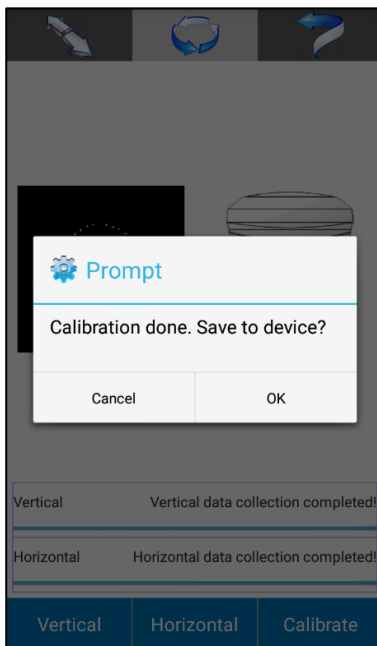 Prompt
Calibration done. Save to device?
Cancel OK
Vertical Vertical data collection completed!
Horizontal Horizontal data collection completed!
Vertical Horizontal Calibrate